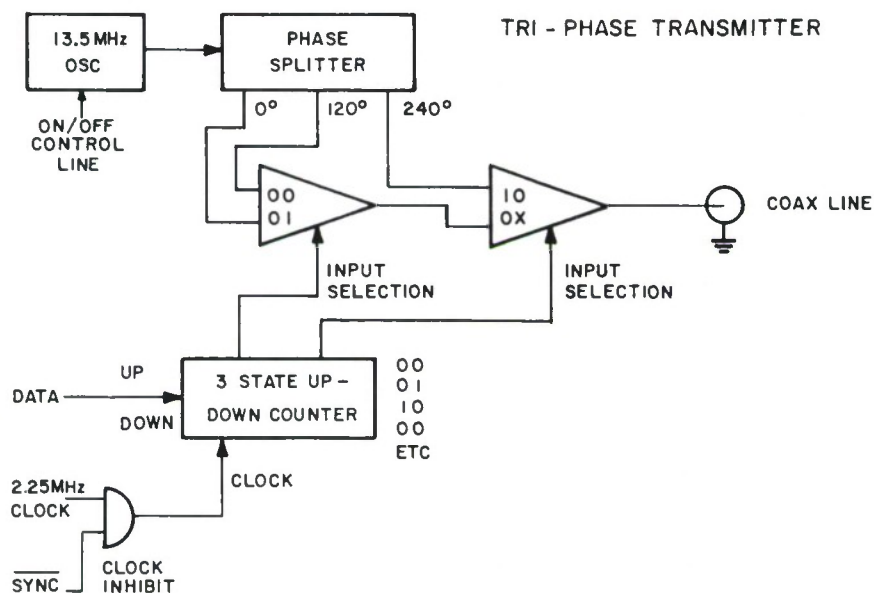 TRI - PHASE TRANSMITTER
13.5 MHz
OSC
PHASE
SPLITTER
0° 120° 240°
ON/OFF
CONTROL
LINE
00
01
10
0X
COAX LINE
INPUT
SELECTION
INPUT
SELECTION
UP
DATA
DOWN
3 STATE UP -
DOWN COUNTER
00
01
10
00
ETC
CLOCK
2.25MHz
CLOCK
SYNC
CLOCK
INHIBIT